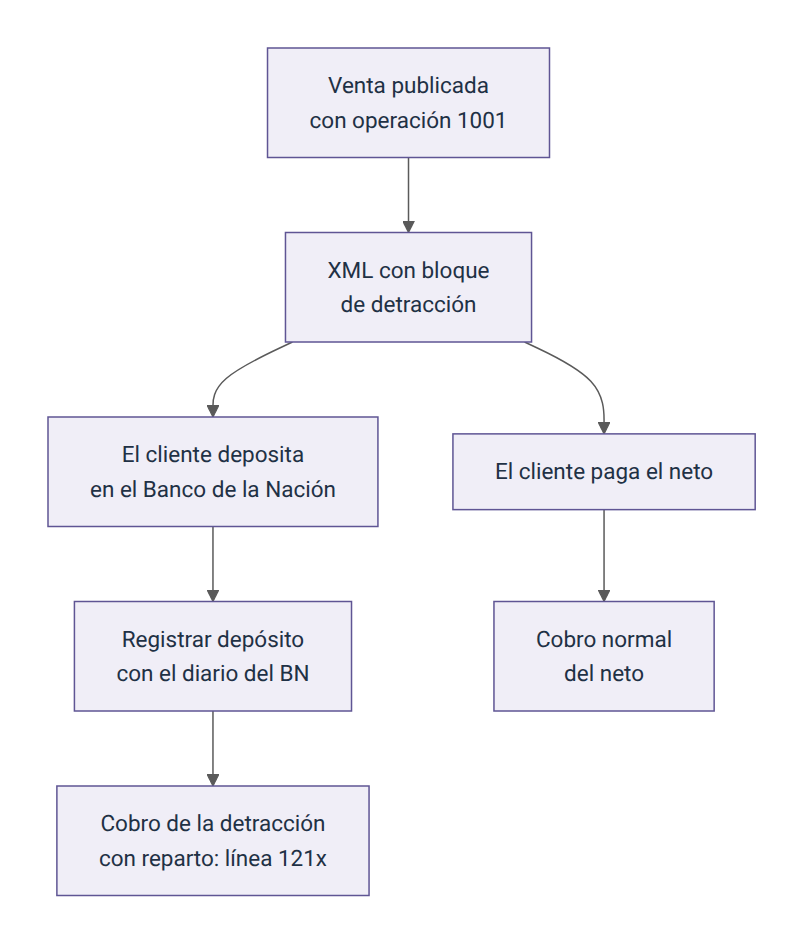 Venta publicada
con operación 1001
XML con bloque
de detracción
El cliente deposita
en el Banco de la Nación
El cliente paga el neto
Registrar depósito
con el diario del BN
Cobro normal
del neto
Cobro de la detracción
con reparto: línea 121x